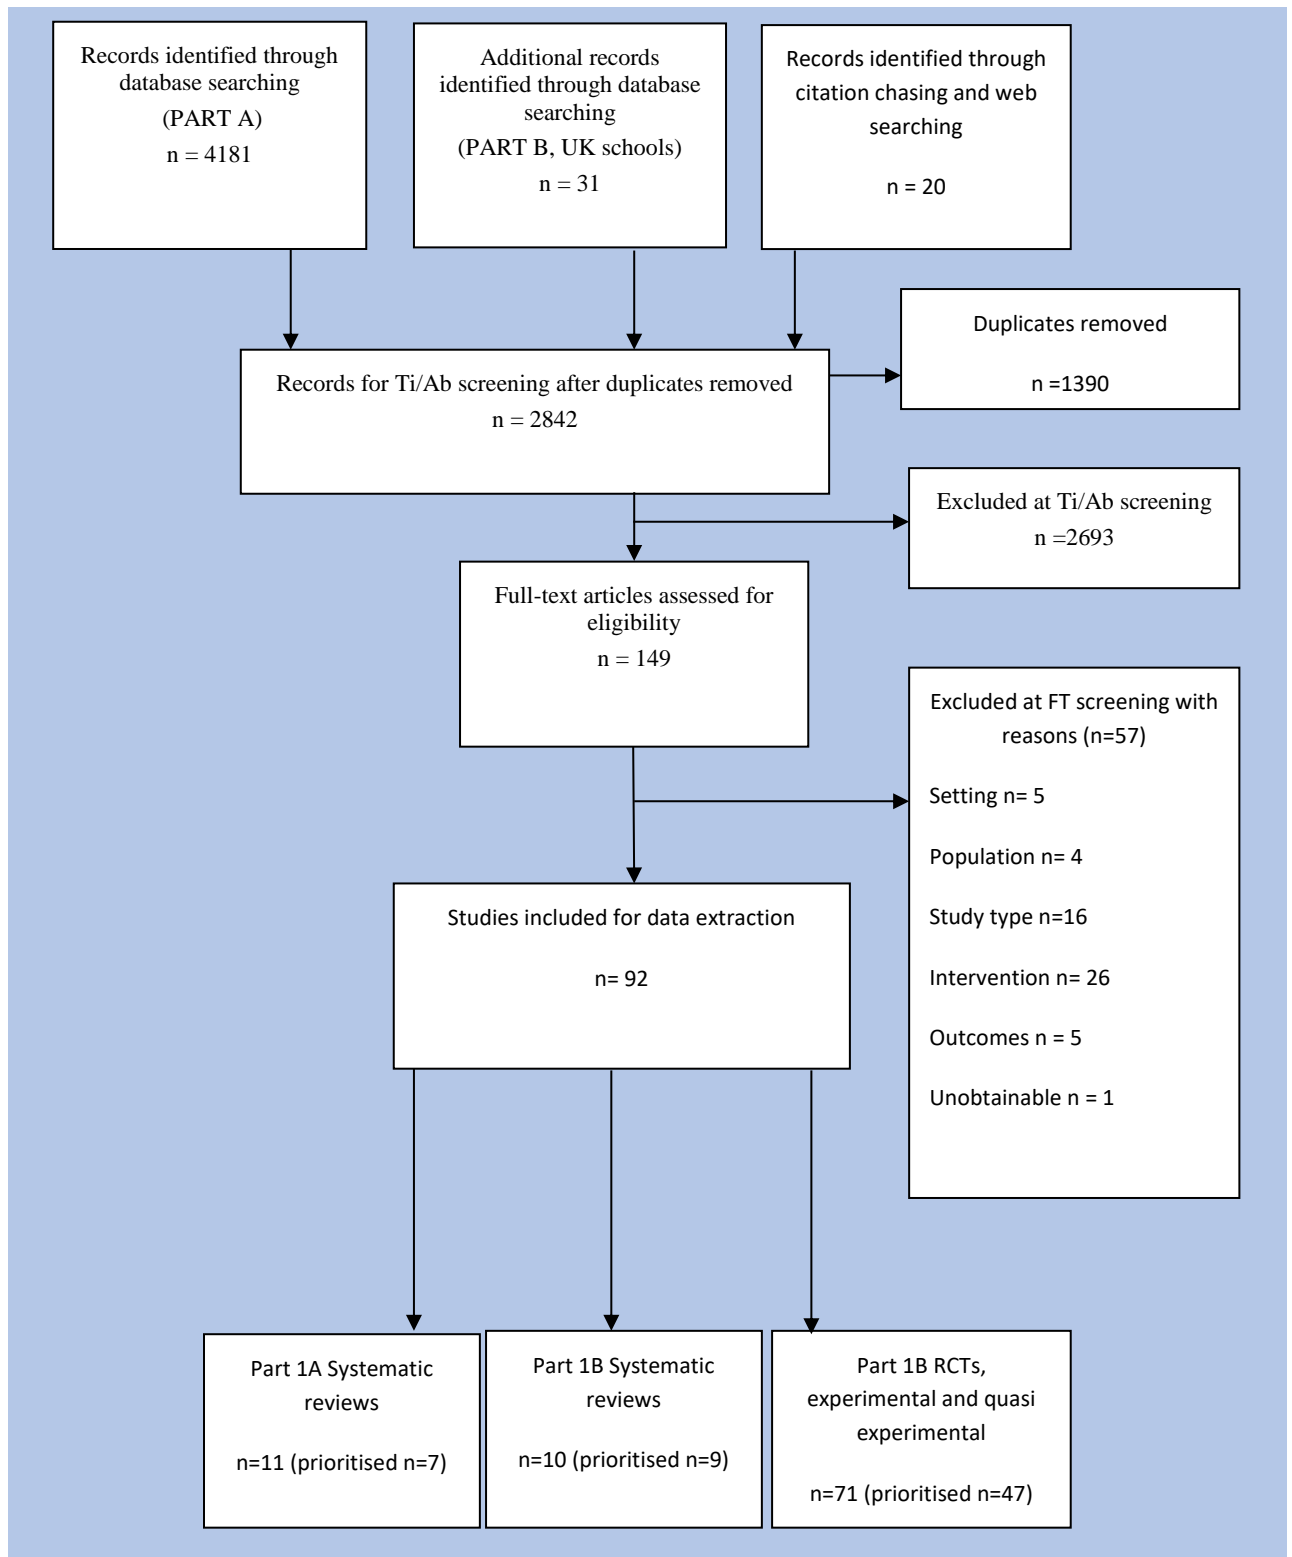 Records identified through
database searching
(PART A)
n = 4181
Additional records
identified through database
searching
(PART B, UK schools)
n = 31
Records identified through
citation chasing and web
searching
n = 20
Duplicates removed
n =1390
Records for Ti/Ab screening after duplicates removed
n = 2842
Excluded at Ti/Ab screening
n =2693
Full-text articles assessed for
eligibility
n = 149
Excluded at FT screening with
reasons (n=57)
Setting n= 5
Population n= 4
Study type n=16
Intervention n= 26
Outcomes n = 5
Unobtainable n = 1
Studies included for data extraction
n= 92
Part 1A Systematic
reviews
n=11 (prioritised n=7)
Part 1B Systematic
reviews
n=10 (prioritised n=9)
Part 1B RCTs,
experimental and quasi
experimental
n=71 (prioritised n=47)